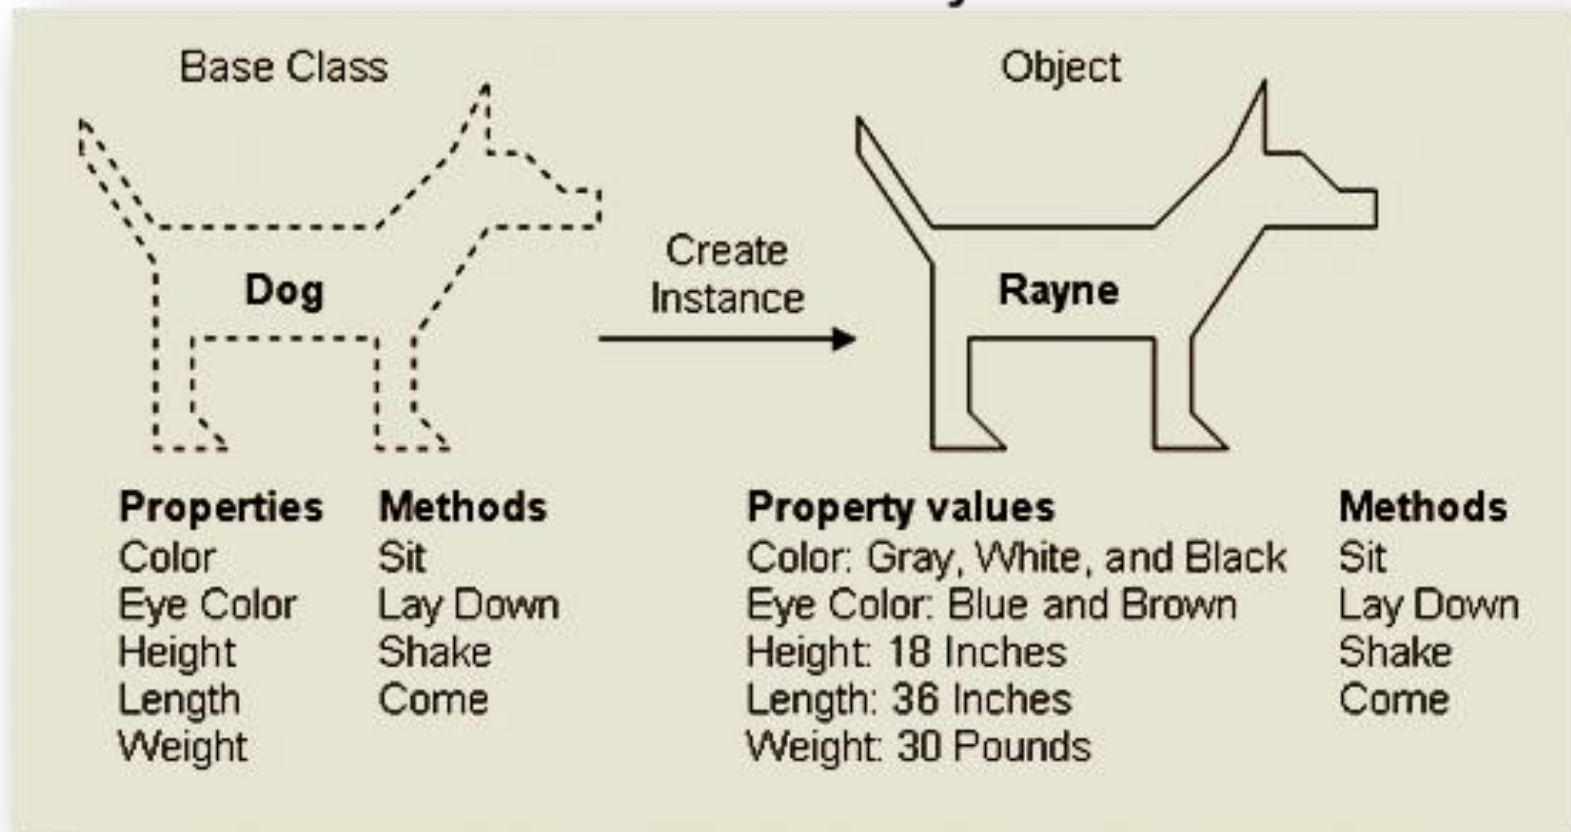 Base Class
Dog
Properties
Color
Eye Color
Height
Length
Weight
Methods
Sit
Lay Down
Shake
Come
Create
Instance
Object
Rayne
Property values
Color: Gray, White, and Black
Eye Color: Blue and Brown
Height: 18 Inches
Length: 36 Inches
Weight: 30 Pounds
Methods
Sit
Lay Down
Shake
Come